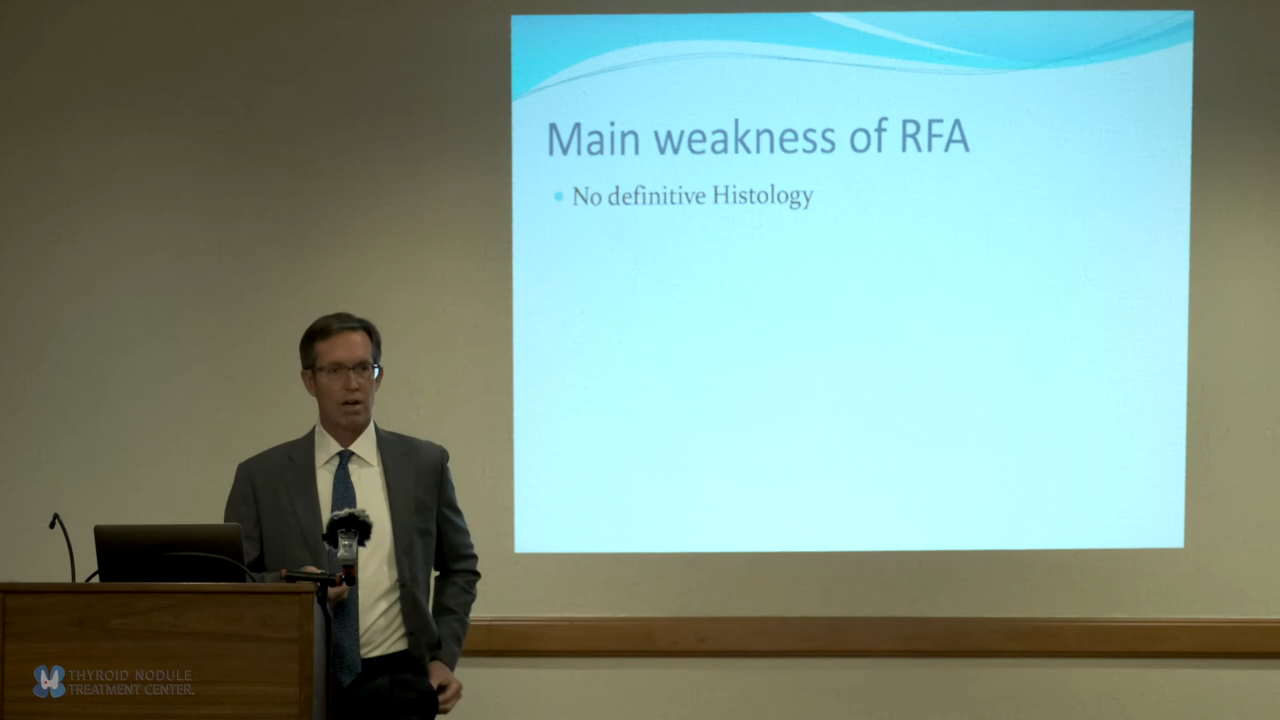 Main weakness of RFA
No definitive Histology
THYROID NODULE
TREATMENT CENTER.